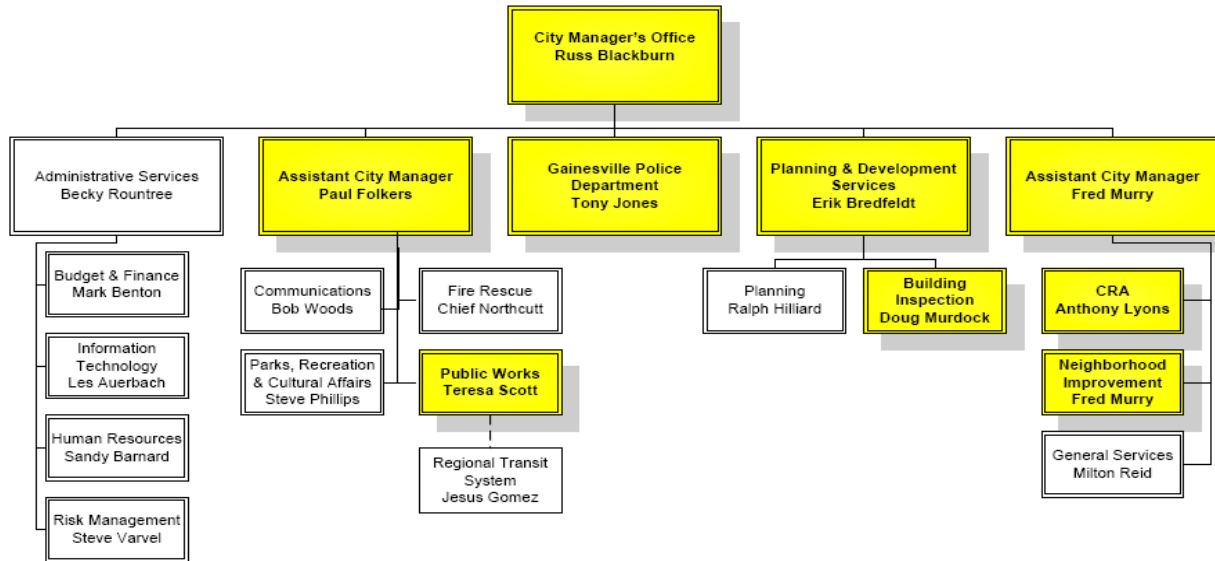 City Manager's Office
Russ Blackburn
Administrative Services
Becky Rountree
Assistant City Manager
Paul Folkers
Gainesville Police
Department
Tony Jones
Planning & Development
Services
Erik Bredfeldt
Assistant City Manager
Fred Murry
Budget & Finance
Mark Benton
Information
Technology
Les Auerbach
Human Resources
Sandy Barnard
Risk Management
Steve Varvel
Communications
Bob Woods
Fire Rescue
Chief Northcutt
Parks, Recreation
& Cultural Affairs
Steve Phillips
Public Works
Teresa Scott
Regional Transit
System
Jesus Gomez
Planning
Ralph Hilliard
Building
Inspection
Doug Murdock
CRA
Anthony Lyons
Neighborhood
Improvement
Fred Murry
General Services
Milton Reid